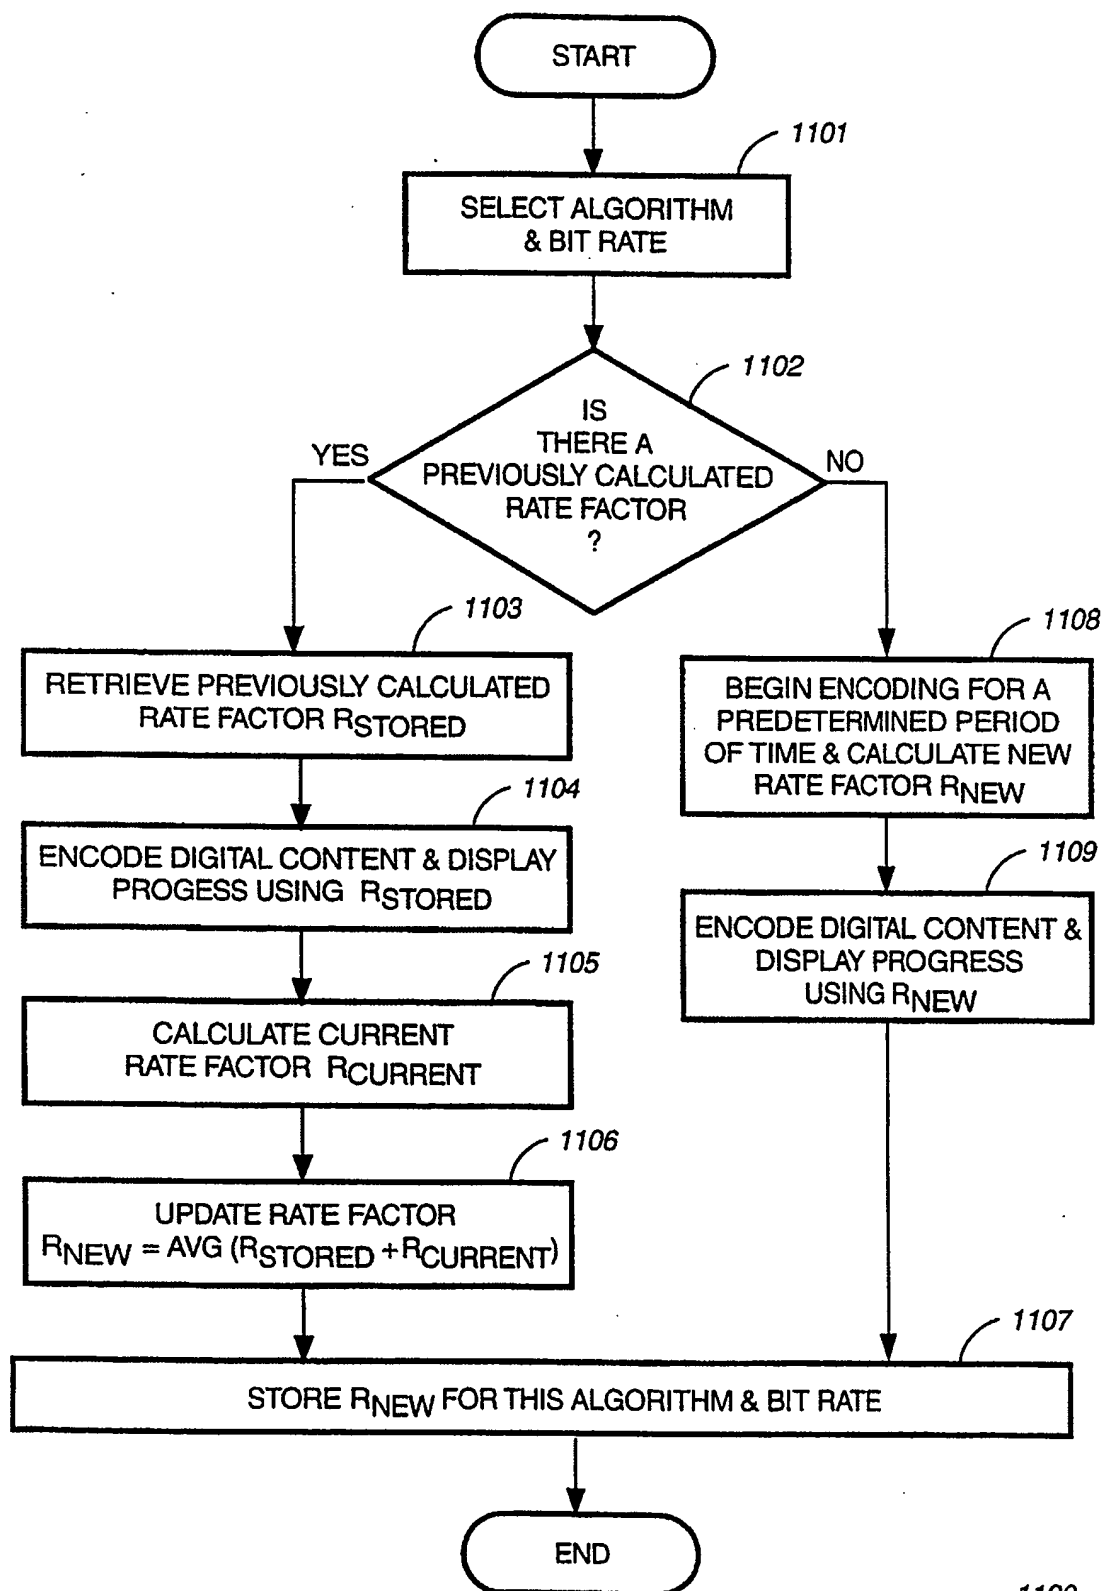 START
1101
SELECT ALGORITHM
& BIT RATE
1102
IS
THERE A
PREVIOUSLY CALCULATED
RATE FACTOR
?
YES
NO
1103
RETRIEVE PREVIOUSLY CALCULATED
RATE FACTOR RSTORED
1104
ENCODE DIGITAL CONTENT & DISPLAY
PROGESS USING RSTORED
1105
CALCULATE CURRENT
RATE FACTOR RCURRENT
1106
UPDATE RATE FACTOR
RNEW = AVG (RSTORED +RCURRENT)
1108
BEGIN ENCODING FOR A
PREDETERMINED PERIOD
OF TIME & CALCULATE NEW
RATE FACTOR RNEW
1109
ENCODE DIGITAL CONTENT &
DISPLAY PROGRESS
USING RNEW
1107
STORE RNEW FOR THIS ALGORITHM & BIT RATE
END